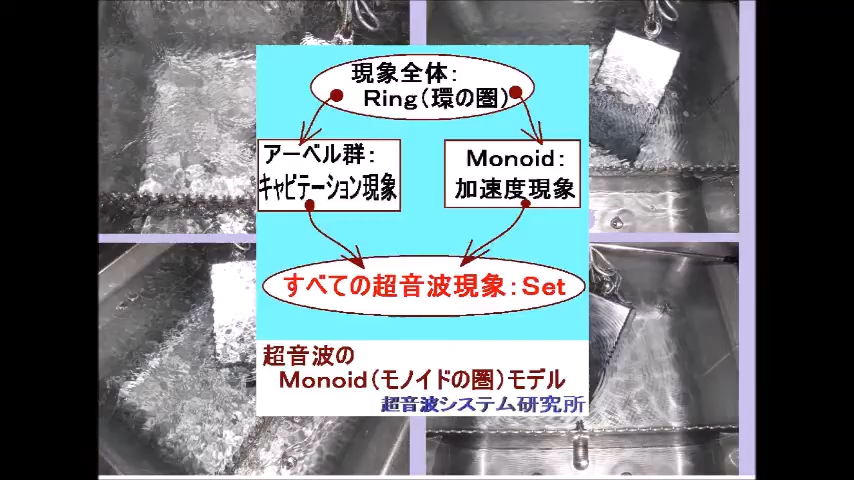 現象全体：
Ring（環の圏）
アーベル群：
キャビテーション現象
Monoid：
加速度現象
すべての超音波現象：Set
超音波の
Monoid（モノイドの圏）モデル
超音波システム研究所